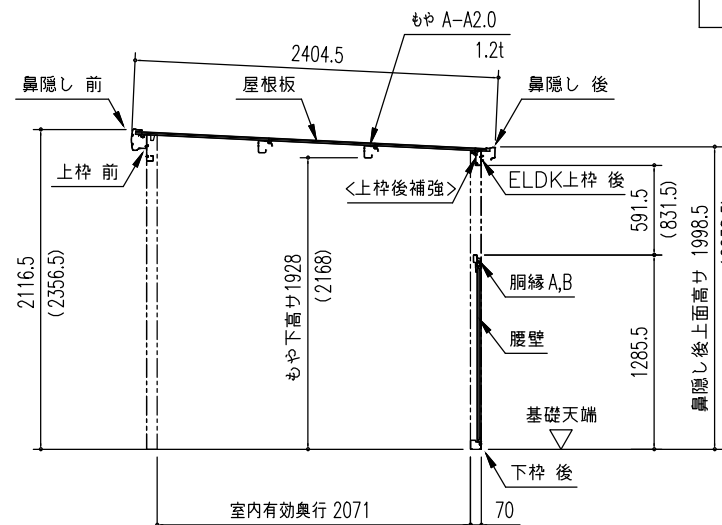 もや A-A2.0
2404.5
1.2t
鼻隠し 前
屋根板
鼻隠し 後
上枠 前
<上枠後補強>
ELDK上枠 後
591.5
(831.5)
2116.5
(2356.5)
もや下高サ1928
(2168)
胴縁 A,B
腰壁
1285.5
鼻隠し後上面高サ 1998.5
基礎天端
下枠 後
室内有効奥行 2071
70